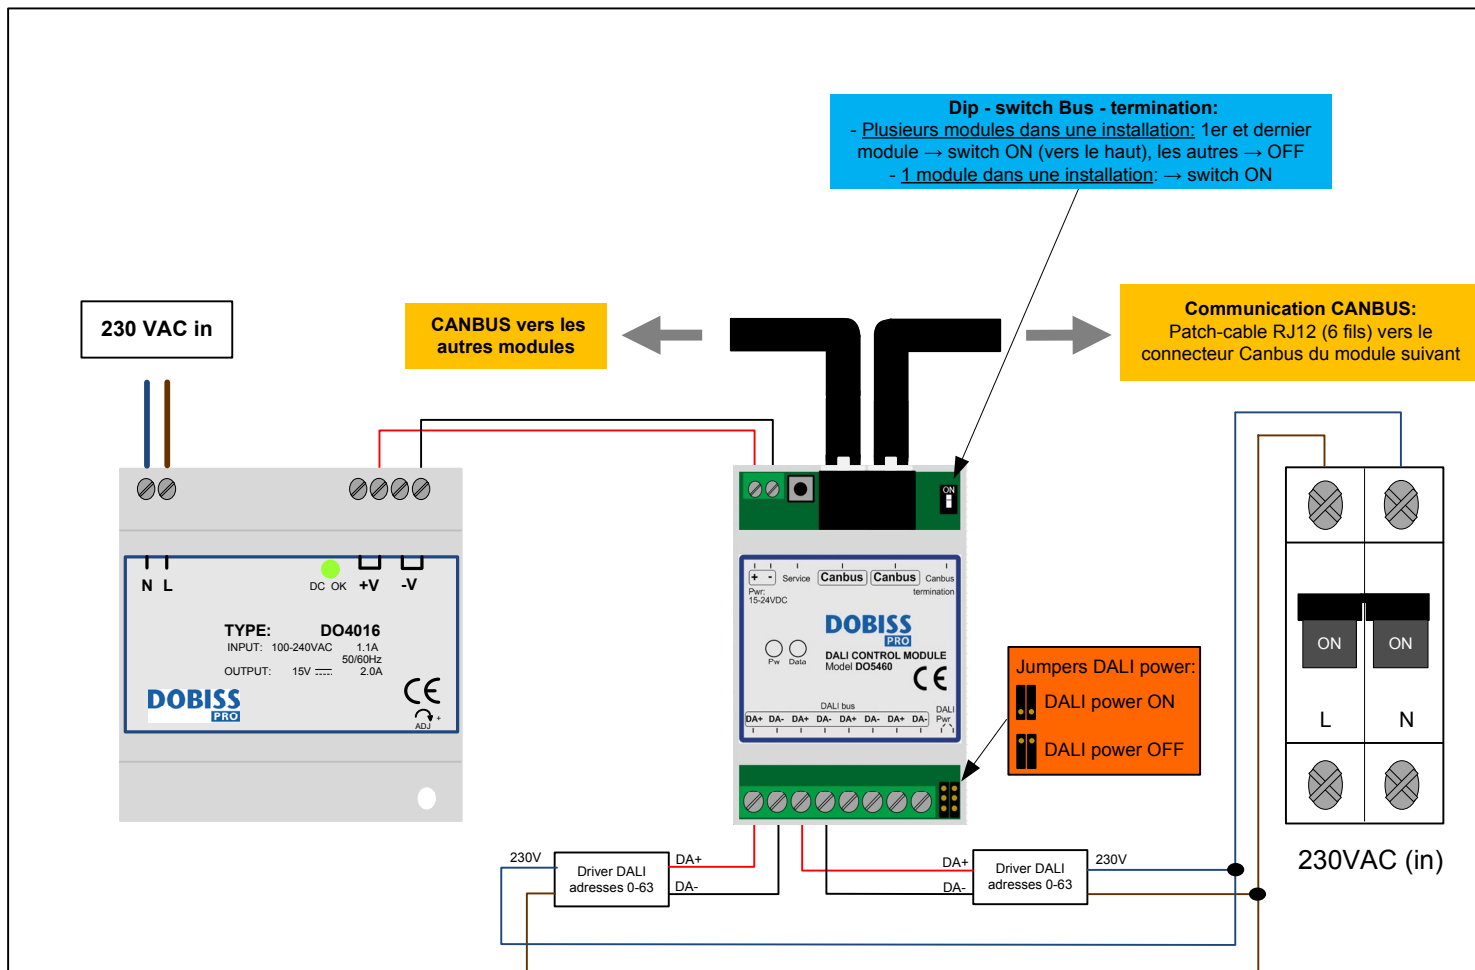 Dip - switch Bus - termination:
- Plusieurs modules dans une installation: 1er et dernier
module → switch ON (vers le haut), les autres → OFF
- 1 module dans une installation: → switch ON
230 VAC in
CANBUS vers les
autres modules
Communication CANBUS:
Patch-cable RJ12 (6 fils) vers le
connecteur Canbus du module suivant
N L
DC OK +V -V
TYPE: DO4016
INPUT: 100-240VAC 1.1A
50/60Hz
OUTPUT: 15V 2.0A
DOBISS
PRO
CE
ADJ +
ON
+ - Service Canbus Canbus Canbus
Pwr: termination
15-24VDC
DOBISS
PRO
Pw Data
DALI CONTROL MODULE
Model DO5460
CE
DALI bus DALI
DA+ DA- DA+ DA- DA+ DA- DA+ DA- Pwr
Jumpers DALI power:
DALI power ON
DALI power OFF
ON ON
L N
230VAC (in)
230V
Driver DALI
adresses 0-63
DA+
DA-
DA+
DA-
Driver DALI
adresses 0-63
230V